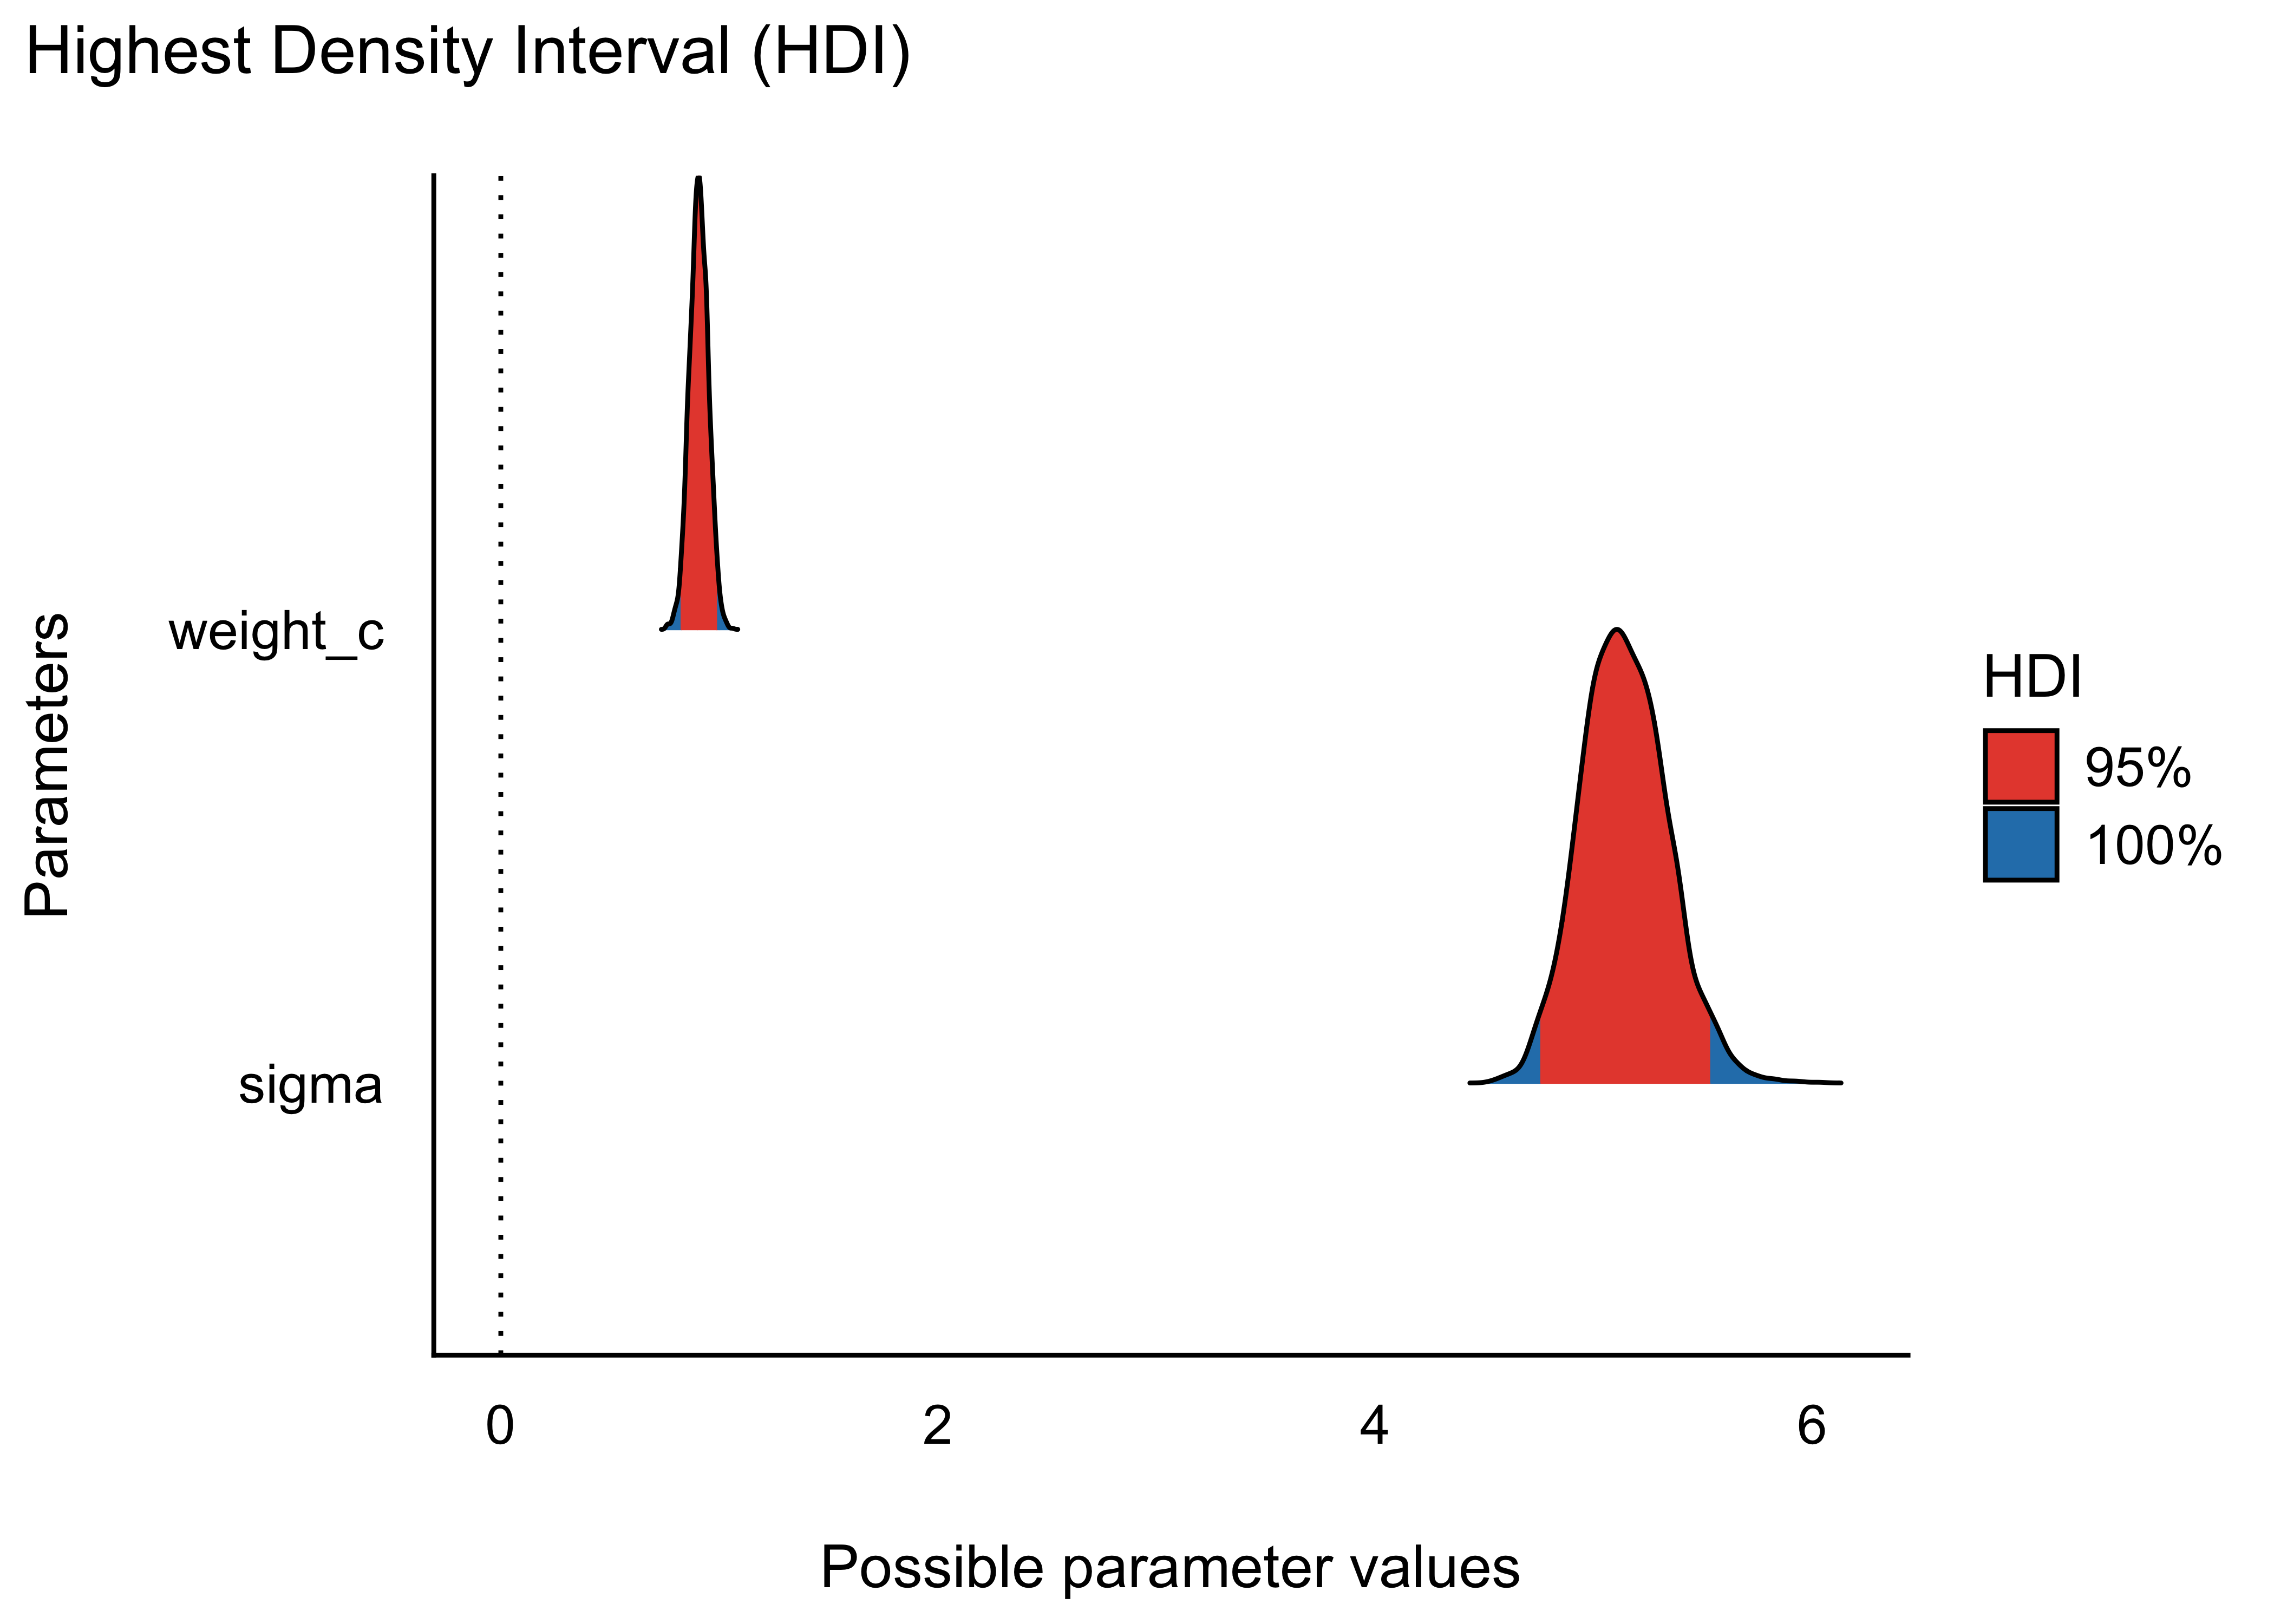 Highest Density Interval (HDI)
Parameters
weight_c
sigma
HDI
95%
100%
0 2 4 6
Possible parameter values